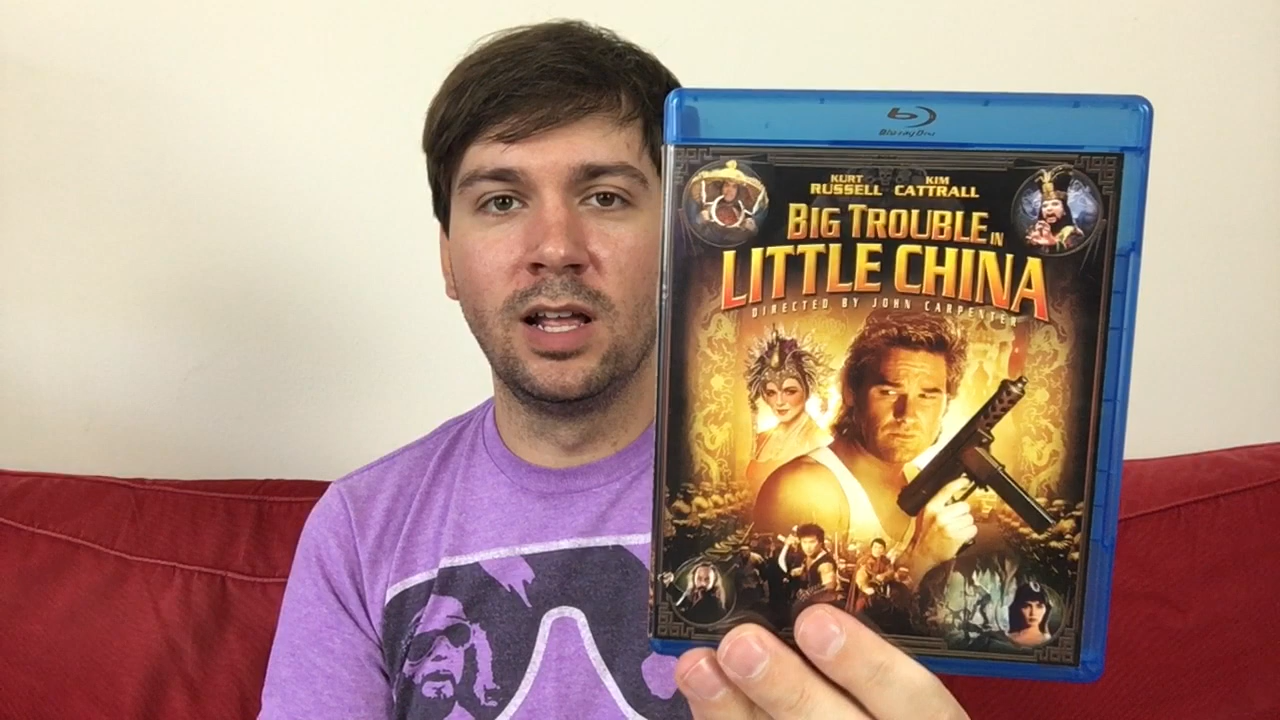 Blu-ray Disc
KURT RUSSELL
KIM CATTRALL
BIG TROUBLE IN
LITTLE CHINA
DIRECTED BY JOHN CARPENTER